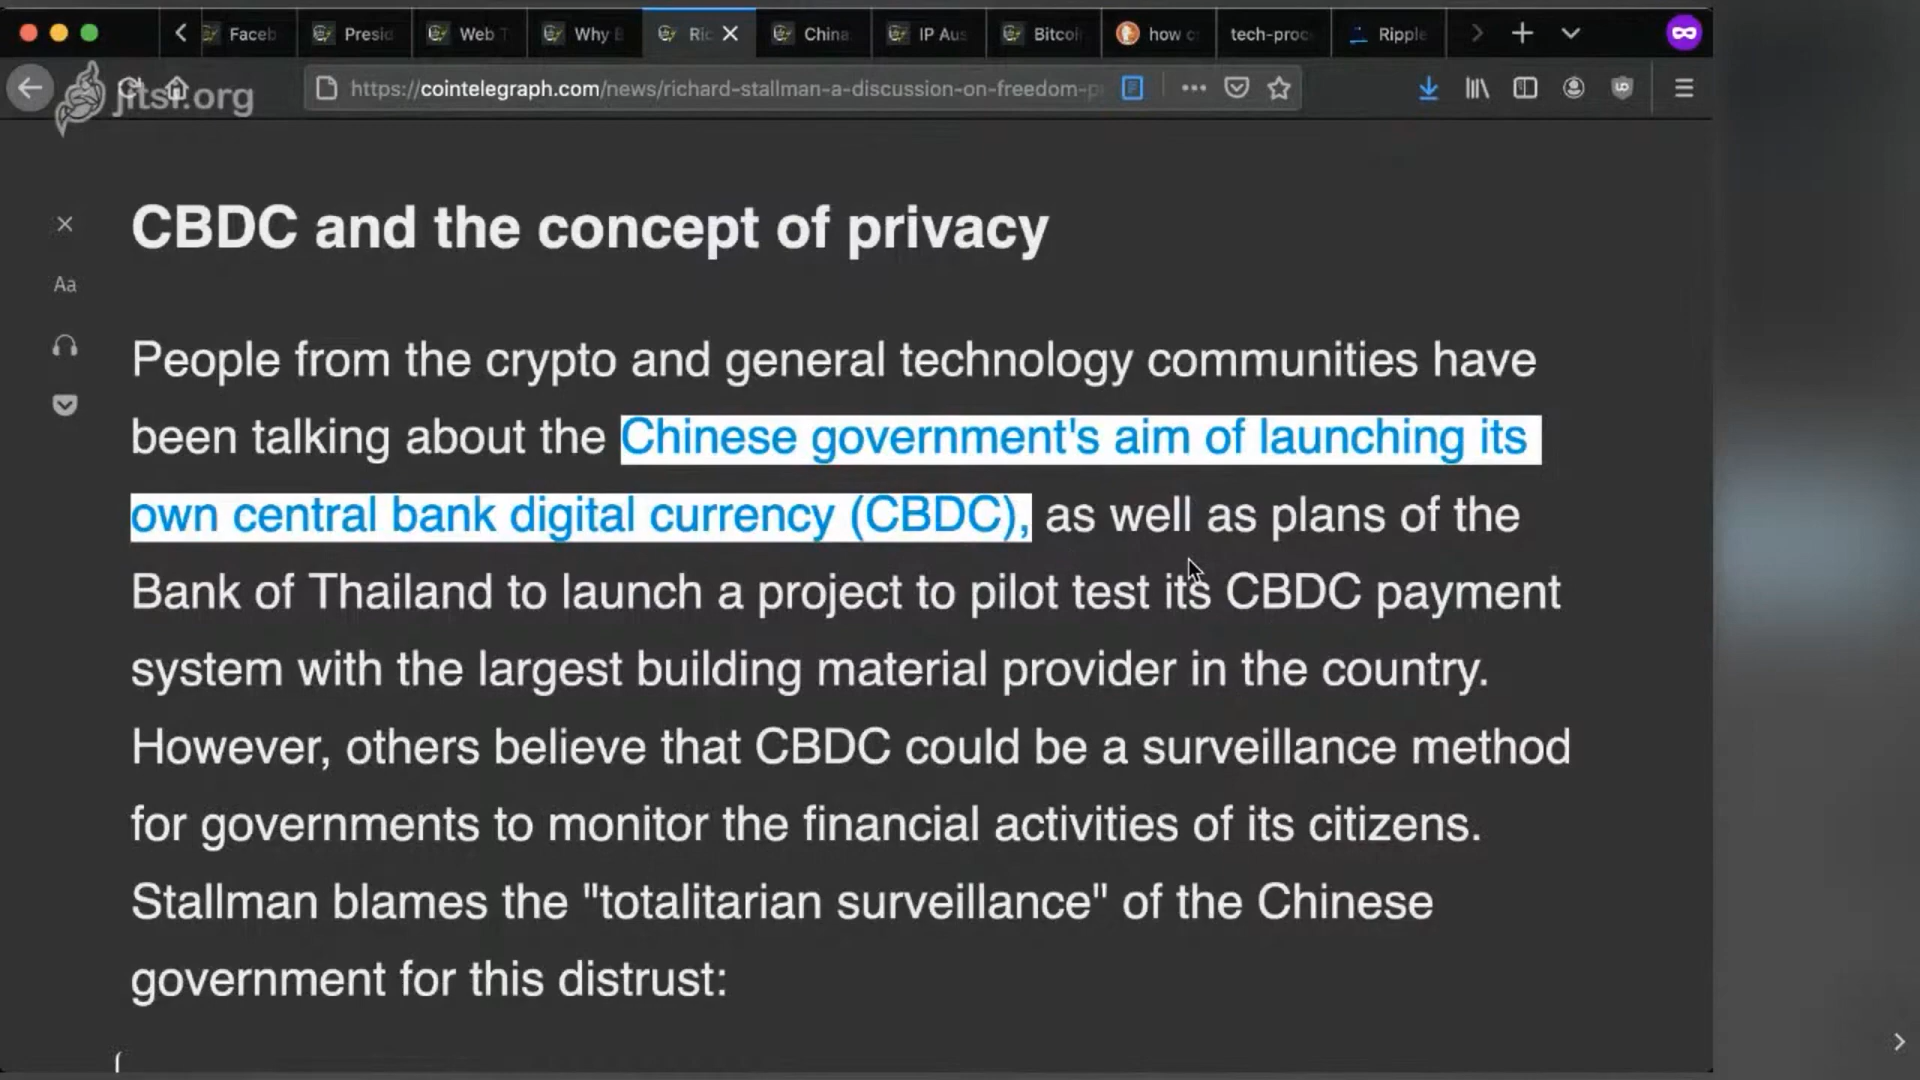 Faceb
Presid
Web T
Why B
Ric
China
IP Aus
Bitcoi
how c
tech-proc
Ripple
jitsi.org
https://cointelegraph.com/news/richard-stallman-a-discussion-on-freedom-p
CBDC and the concept of privacy
Aa
People from the crypto and general technology communities have
been talking about the Chinese government's aim of launching its
own central bank digital currency (CBDC), as well as plans of the
Bank of Thailand to launch a project to pilot test its CBDC payment
system with the largest building material provider in the country.
However, others believe that CBDC could be a surveillance method
for governments to monitor the financial activities of its citizens.
Stallman blames the "totalitarian surveillance" of the Chinese
government for this distrust: